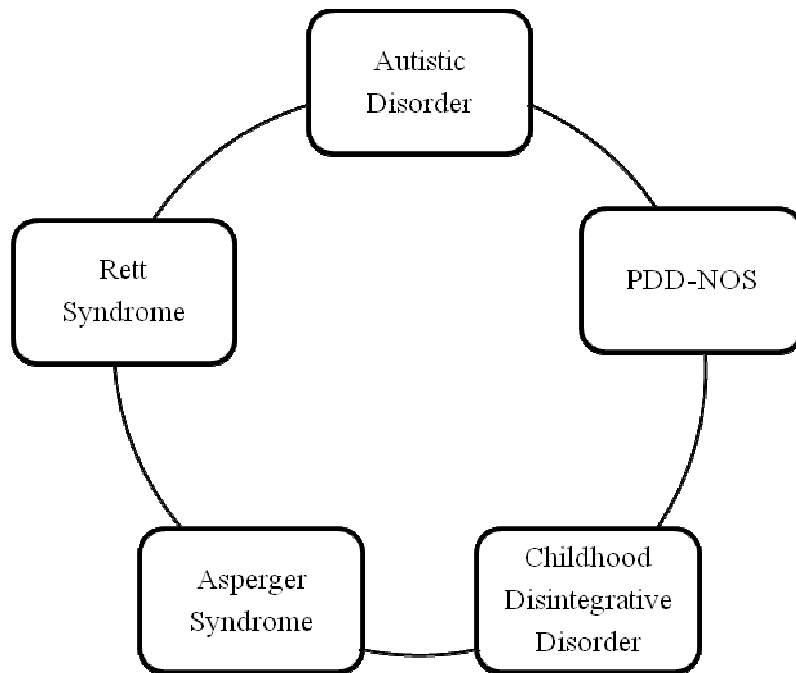 Autistic
Disorder
PDD-NOS
Childhood
Disintegrative
Disorder
Asperger
Syndrome
Rett
Syndrome